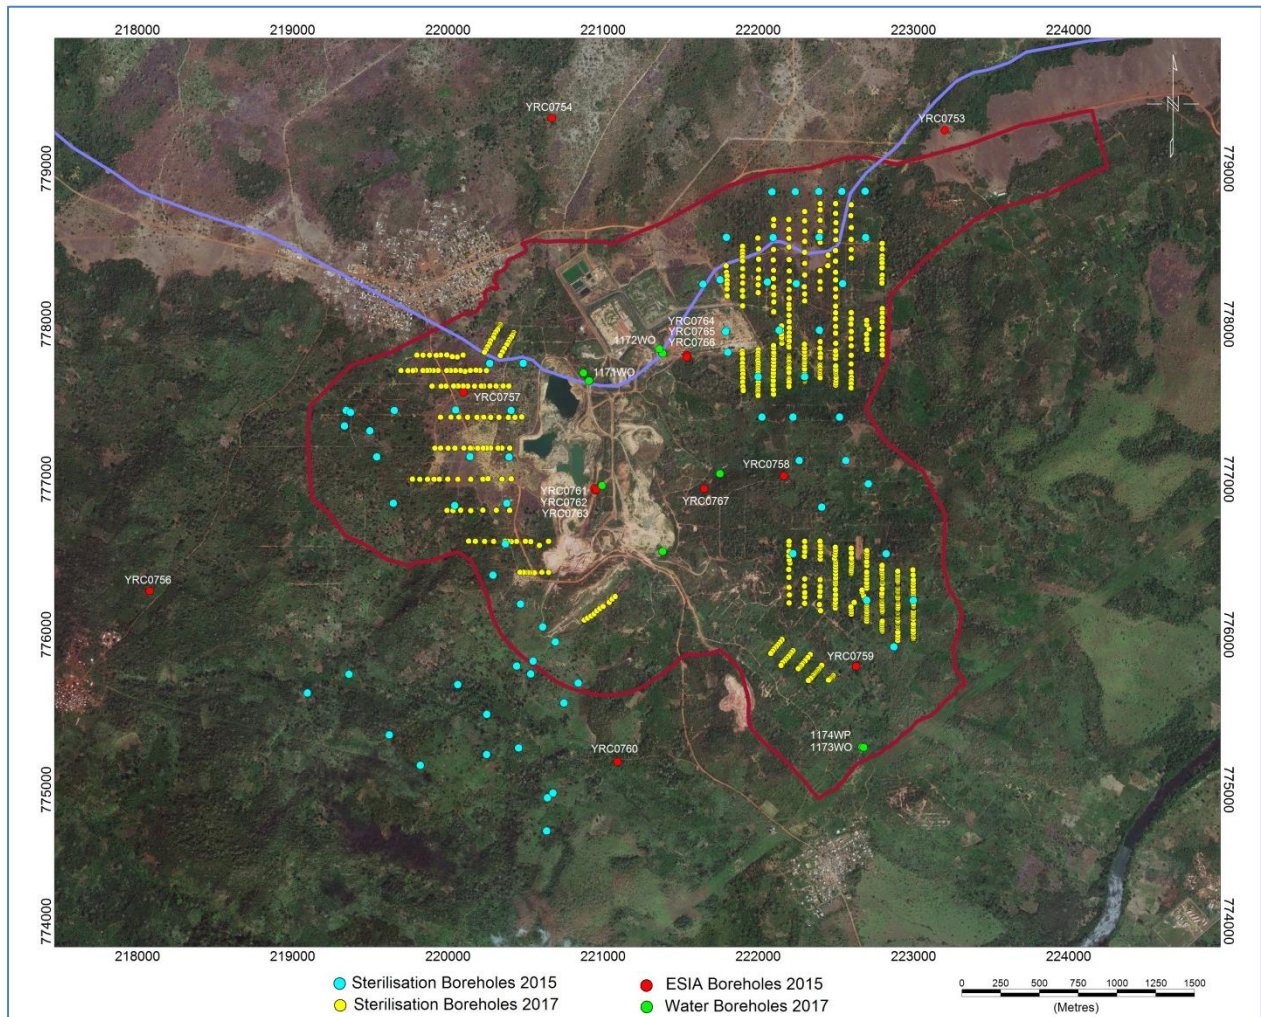 218000 219000 220000 221000 222000 223000 224000
N
YRC0754
YRC0753
779000
779000
778000
778000
YRC0764
YRC0765
YRC0756
1172WO
1171WO
YRC0757
777000
777000
YRC0758
YRC0767
YRC0761
YRC0762
YRC0763
YRC0756
776000
776000
YRC0759
1174WP
1173WO
YRC0760
775000
775000
774000
774000
218000 219000 220000 221000 222000 223000 224000
Sterilisation Boreholes 2015
ESIA Boreholes 2015
Sterilisation Boreholes 2017
Water Boreholes 2017
0 250 500 750 1000 1250 1500
(Metres)